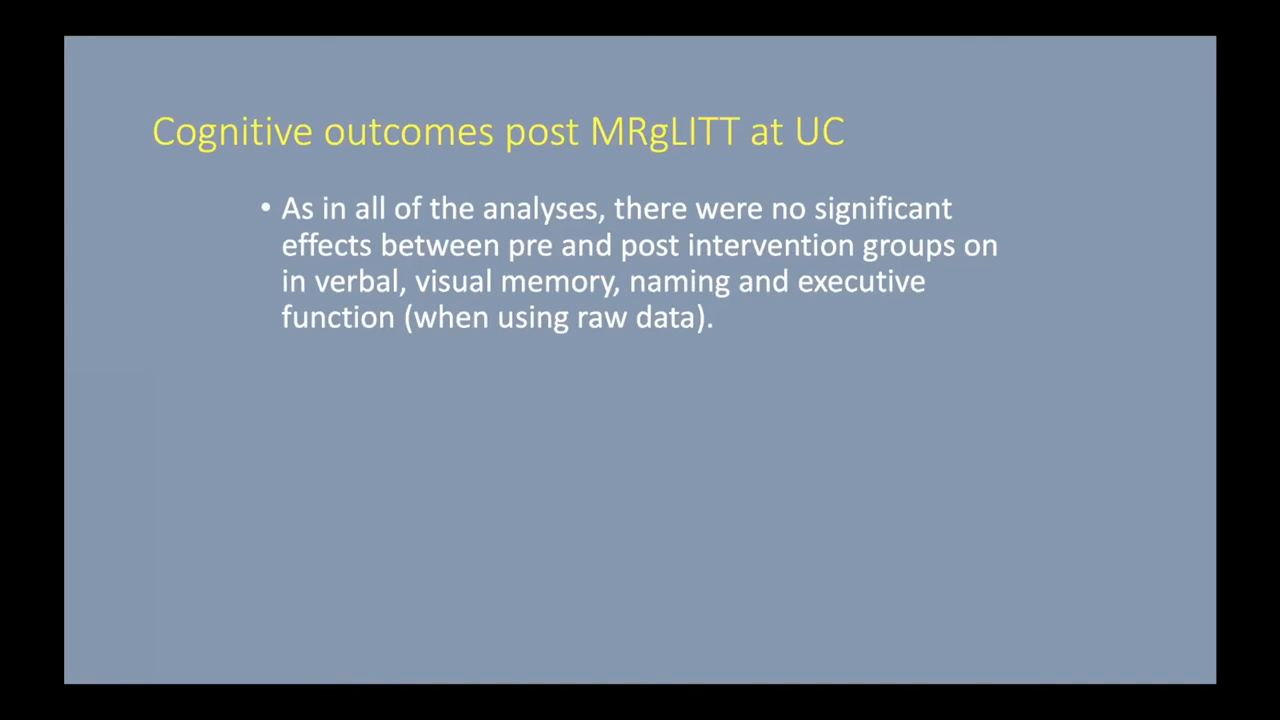 Cognitive outcomes post MRgLITT at UC
• As in all of the analyses, there were no significant
effects between pre and post intervention groups on
in verbal, visual memory, naming and executive
function (when using raw data).